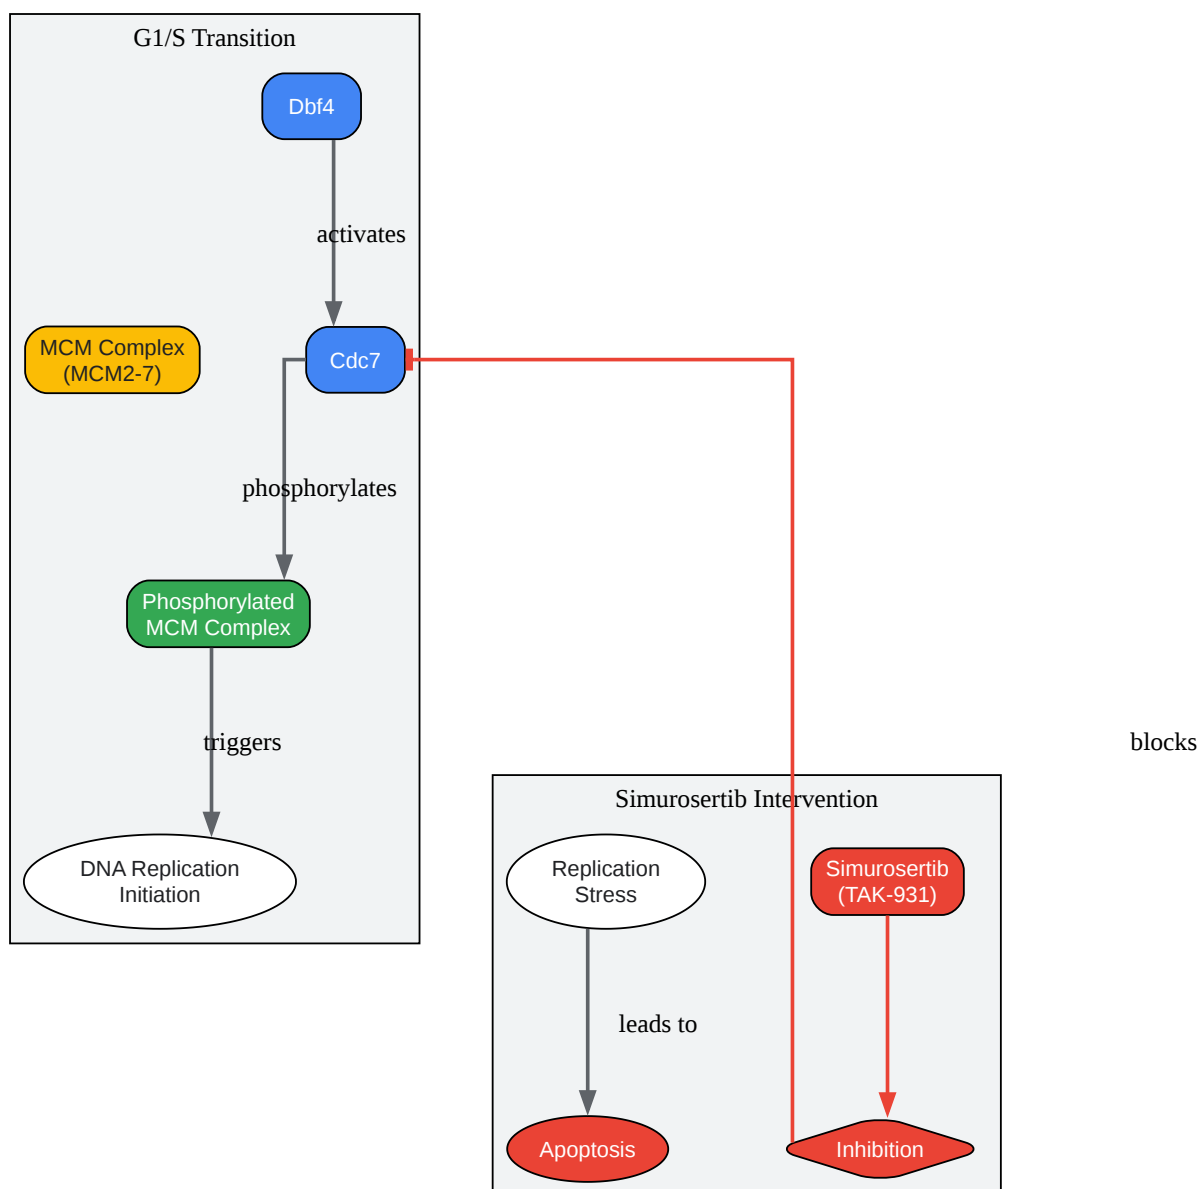 G1/S Transition
Dbf4
activates
MCM Complex
(MCM2-7)
Cdc7
phosphorylates
Phosphorylated
MCM Complex
triggers
DNA Replication
Initiation
blocks
Simurosertib Intervention
Replication
Stress
Simurosertib
(TAK-931)
leads to
Apoptosis
Inhibition